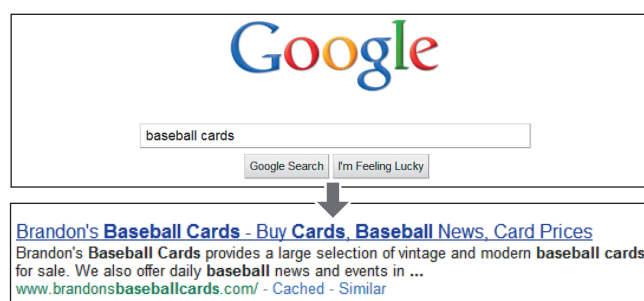 Google
baseball cards
Google Search I'm Feeling Lucky
Brandon's Baseball Cards - Buy Cards, Baseball News, Card Prices
Brandon's Baseball Cards provides a large selection of vintage and modern baseball cards
for sale. We also offer daily baseball news and events in ...
www.brandonsbaseballcards.com/ - Cached - Similar